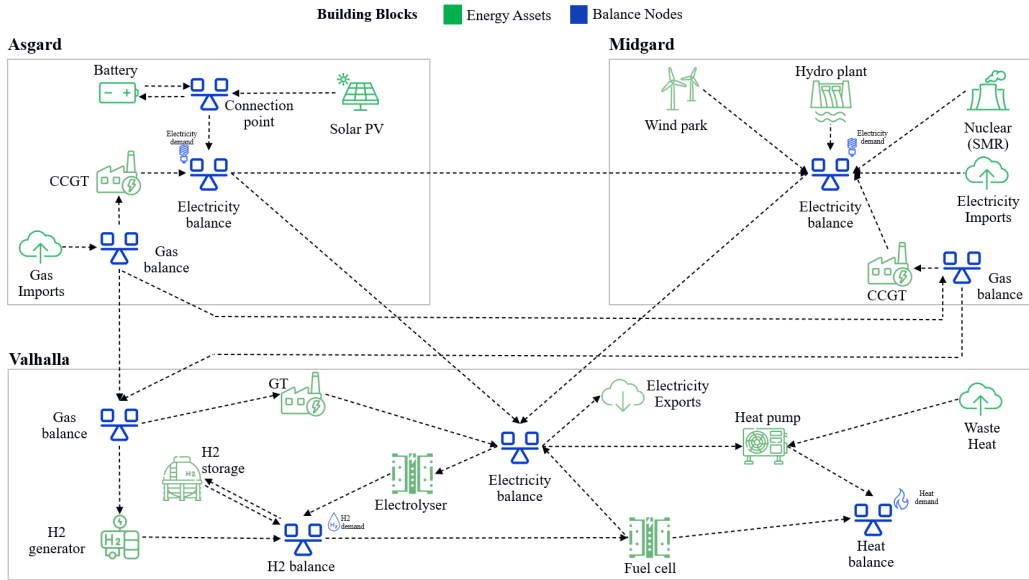 Building Blocks
Energy Assets
Balance Nodes
Asgard
Battery
Connection
point
Solar PV
Electricity
demand
CCGT
Electricity
balance
Gas
Imports
Gas
balance
Midgard
Wind park
Hydro plant
Nuclear
(SMR)
Electricity
demand
Electricity
balance
Electricity
Imports
CCGT
Gas
balance
Valhalla
Gas
balance
GT
Electricity
Exports
Heat pump
Waste
Heat
H2
storage
Electrolyser
Electricity
balance
H2
generator
H2
H2
H2
demand
H2 balance
Fuel cell
Heat
demand
Heat
balance